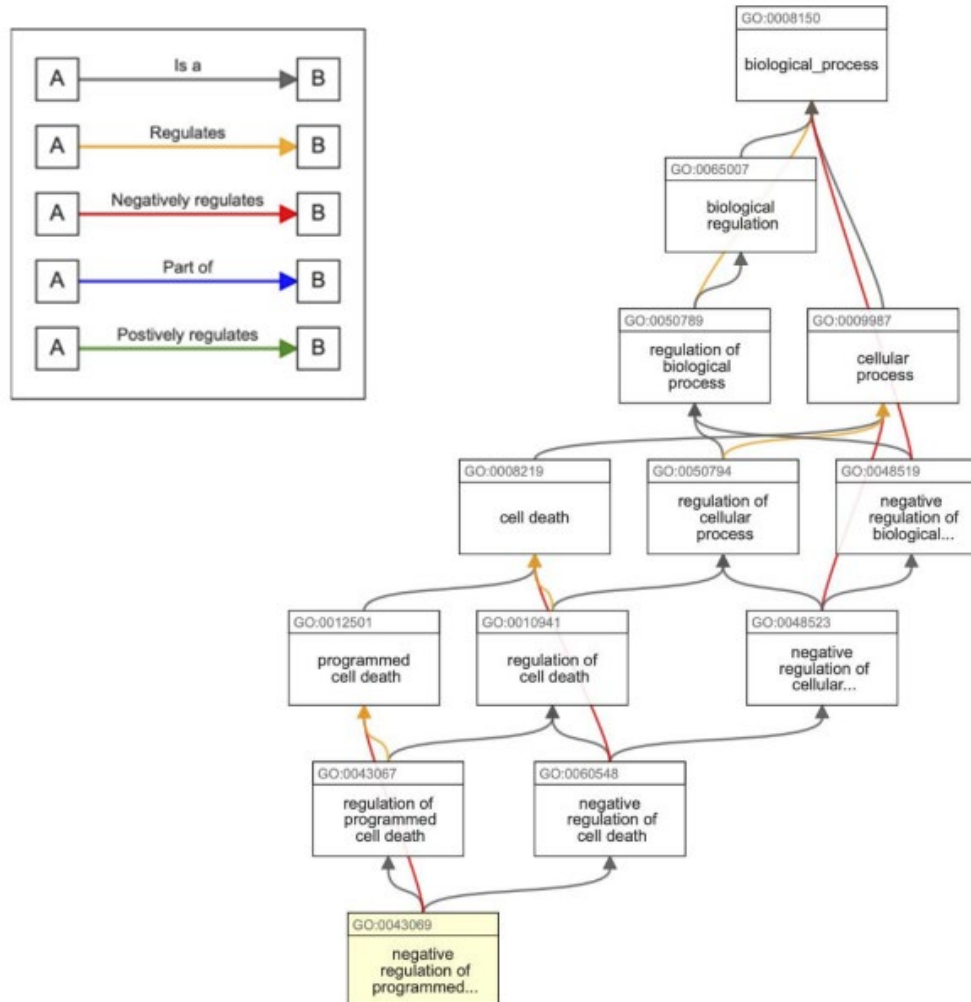 A
Is a
B
A
Regulates
B
A
Negatively regulates
B
A
Part of
B
A
Postively regulates
B
GO:0008150
biological_process
GO:0065007
biological
regulation
GO:0050789
regulation of
biological
process
GO:0009987
cellular
process
GO:0008219
cell death
GO:0050794
regulation of
cellular
process
GO:0048519
negative
regulation of
biological...
GO:0012501
programmed
cell death
GO:0010941
regulation of
cell death
GO:0048523
negative
regulation of
cellular...
GO:0043067
regulation of
programmed
cell death
GO:0060548
negative
regulation of
cell death
GO:0043069
negative
regulation of
programmed...